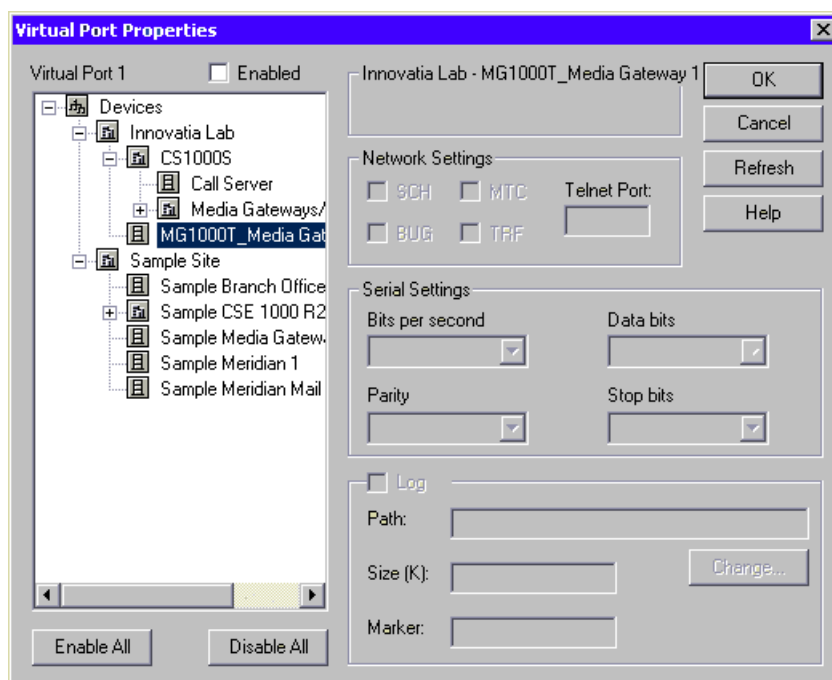 Virtual Port Properties
Virtual Port 1
Enabled
Devices
Innovatia Lab
CS1000S
Call Server
Media Gateways/
MG1000T_Media Gat
Sample Site
Sample Branch Office
Sample CSE 1000 R2
Sample Media Gatew
Sample Meridian 1
Sample Meridian Mail
Enable All
Disable All
Innovatia Lab - MG1000T_Media Gateway 1
Network Settings
SCH
MTC
Telnet Port:
BUG
TRF
Serial Settings
Bits per second
Data bits
Parity
Stop bits
Log
Path:
Size (K):
Change...
Marker:
OK
Cancel
Refresh
Help